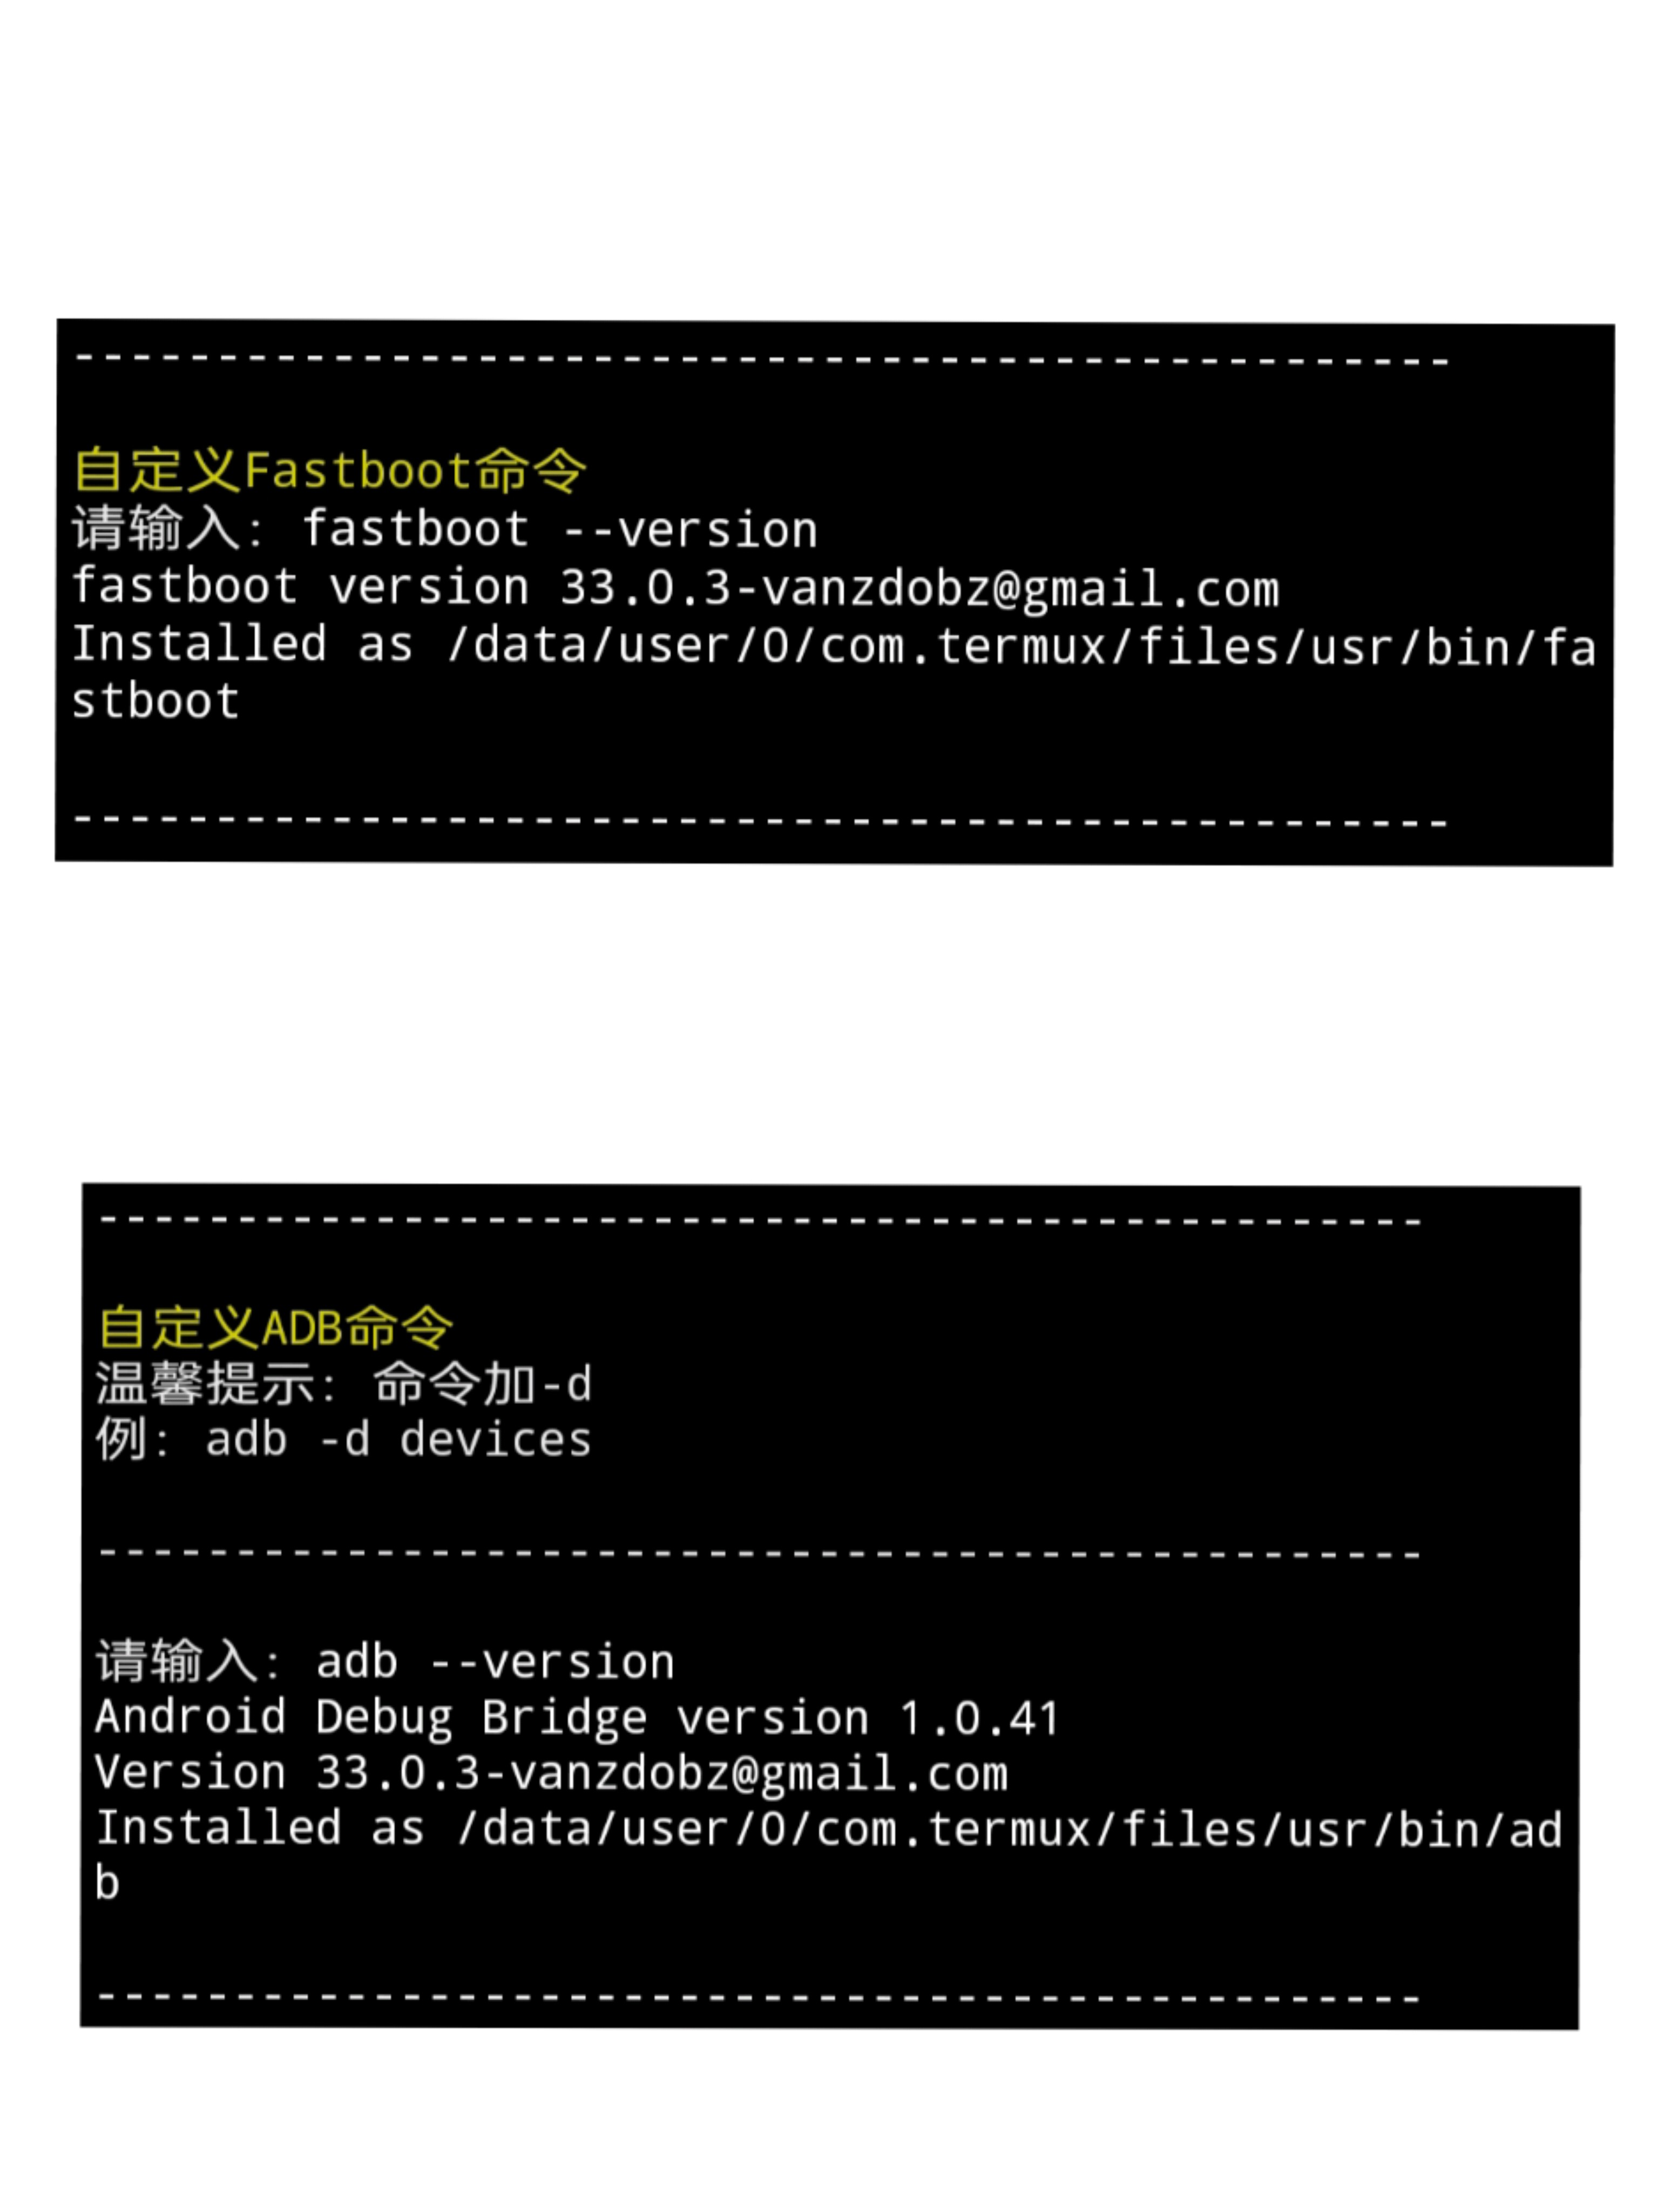 ------------------------------------------------
自定义Fastboot命令
请输入: fastboot --version
fastboot version 33.0.3-vanzdobz@gmail.com
Installed as /data/user/0/com.termux/files/usr/bin/fa
stboot
------------------------------------------------
------------------------------------------------
自定义ADB命令
温馨提示: 命令加-d
例: adb -d devices
------------------------------------------------
请输入: adb --version
Android Debug Bridge version 1.0.41
Version 33.0.3-vanzdobz@gmail.com
Installed as /data/user/0/com.termux/files/usr/bin/ad
b
------------------------------------------------